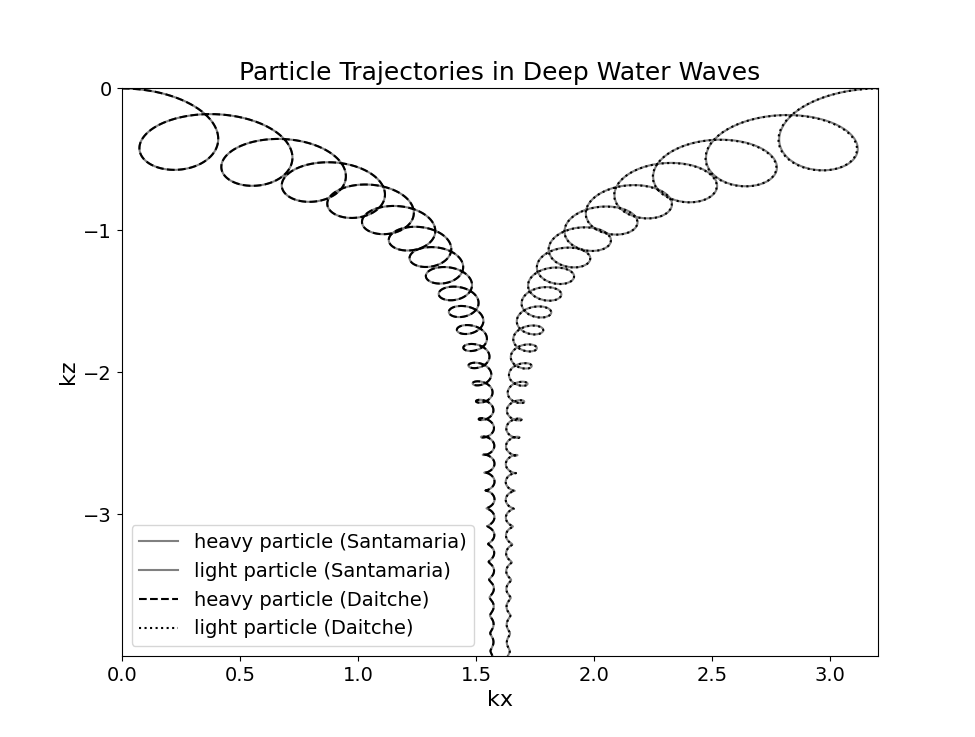 Particle Trajectories in Deep Water Waves
0
−1
−2
−3
kz
heavy particle (Santamaria)
light particle (Santamaria)
heavy particle (Daitche)
light particle (Daitche)
0.0 0.5 1.0 1.5 2.0 2.5 3.0
kx